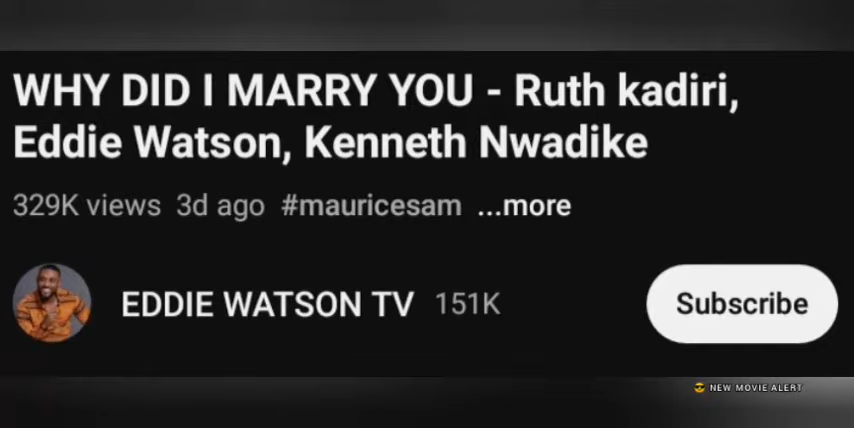 WHY DID I MARRY YOU - Ruth kadiri,
Eddie Watson, Kenneth Nwadike
329K views 3d ago #mauricesam ...more
EDDIE WATSON TV 151K Subscribe
😎 NEW MOVIE ALERT